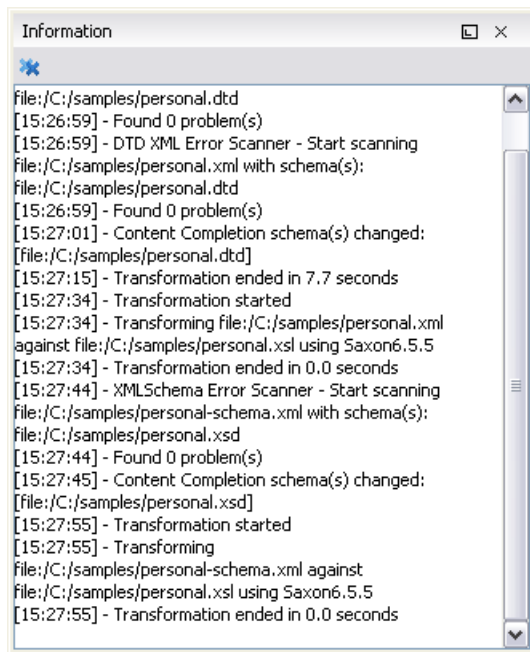 Information
file:/C:/samples/personal.dtd
[15:26:59] - Found 0 problem(s)
[15:26:59] - DTD XML Error Scanner - Start scanning
file:/C:/samples/personal.xml with schema(s):
file:/C:/samples/personal.dtd
[15:26:59] - Found 0 problem(s)
[15:27:01] - Content Completion schema(s) changed:
[file:/C:/samples/personal.dtd]
[15:27:15] - Transformation ended in 7.7 seconds
[15:27:34] - Transformation started
[15:27:34] - Transforming file:/C:/samples/personal.xml
against file:/C:/samples/personal.xsl using Saxon6.5.5
[15:27:34] - Transformation ended in 0.0 seconds
[15:27:44] - XMLSchema Error Scanner - Start scanning
file:/C:/samples/personal-schema.xml with schema(s):
file:/C:/samples/personal.xsd
[15:27:44] - Found 0 problem(s)
[15:27:45] - Content Completion schema(s) changed:
[file:/C:/samples/personal.xsd]
[15:27:55] - Transformation started
[15:27:55] - Transforming
file:/C:/samples/personal-schema.xml against
file:/C:/samples/personal.xsl using Saxon6.5.5
[15:27:55] - Transformation ended in 0.0 seconds